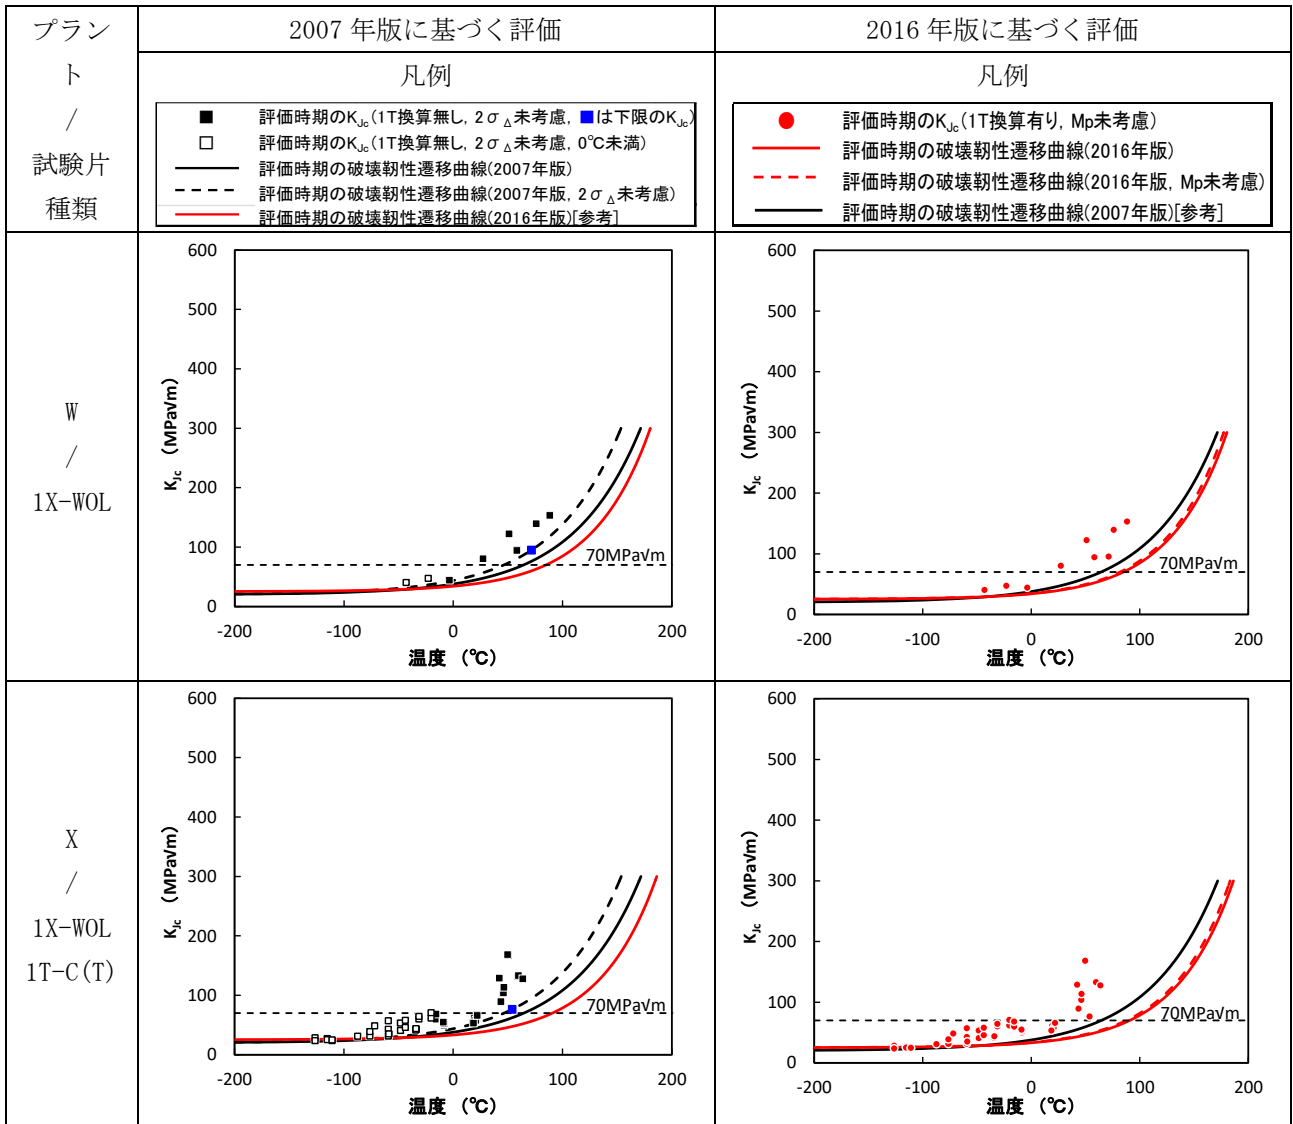 プラン
ト
/
試験片
種類
2007 年版に基づく評価
2016 年版に基づく評価
凡例
評価時期のKJc(1T換算無し, 2σΔ未考慮, ■は下限のKJc)
評価時期のKJc(1T換算無し, 2σΔ未考慮, 0℃未満)
評価時期の破壊靭性遷移曲線(2007年版)
評価時期の破壊靭性遷移曲線(2007年版, 2σΔ未考慮)
評価時期の破壊靭性遷移曲線(2016年版)[参考]
凡例
評価時期のKJc(1T換算有り, Mp未考慮)
評価時期の破壊靭性遷移曲線(2016年版)
評価時期の破壊靭性遷移曲線(2016年版, Mp未考慮)
評価時期の破壊靭性遷移曲線(2007年版)[参考]
W
/
1X-WOL
600
500
400
300
200
100
0
KJc (MPa√m)
70MPa√m
-200 -100 0 100 200
温度 (℃)
600
500
400
300
200
100
0
KJc (MPa√m)
70MPa√m
-200 -100 0 100 200
温度 (℃)
X
/
1X-WOL
1T-C(T)
600
500
400
300
200
100
0
KJc (MPa√m)
70MPa√m
-200 -100 0 100 200
温度 (℃)
600
500
400
300
200
100
0
KJc (MPa√m)
70MPa√m
-200 -100 0 100 200
温度 (℃)